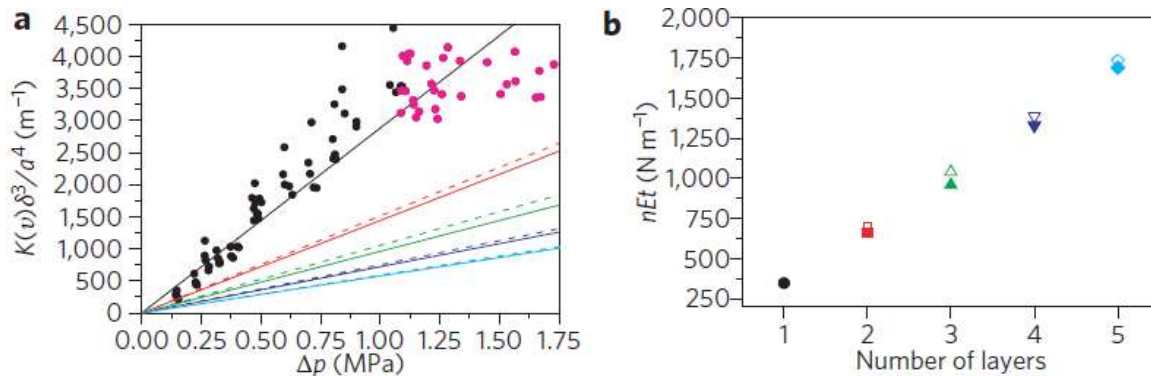 a
4,500
4,000
3,500
3,000
2,500
2,000
1,500
1,000
500
0
K(υ)δ³/a⁴ (m⁻¹)
0.00 0.25 0.50 0.75 1.00 1.25 1.50 1.75
Δp (MPa)
b
2,000
1,750
1,500
1,250
1,000
750
500
250
nEt (N m⁻¹)
1 2 3 4 5
Number of layers